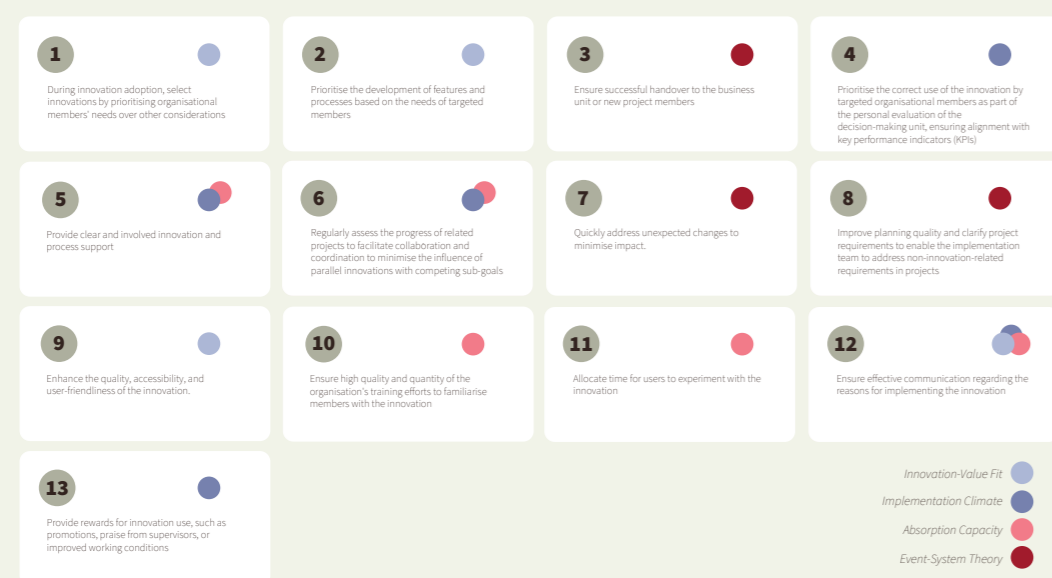 1
During innovation adoption, select
innovations by prioritising organisational
members' needs over other considerations
2
Prioritise the development of features and
processes based on the needs of targeted
members
3
Ensure successful handover to the business
unit or new project members
4
Prioritise the correct use of the innovation by
targeted organisational members as part of
the personal evaluation of the
decision-making unit, ensuring alignment with
key performance indicators (KPIs)
5
Provide clear and involved innovation and
process support
6
Regularly assess the progress of related
projects to facilitate collaboration and
coordination to minimise the influence of
parallel innovations with competing sub-goals
7
Quickly address unexpected changes to
minimise impact.
8
Improve planning quality and clarify project
requirements to enable the implementation
team to address non-innovation-related
requirements in projects
9
Enhance the quality, accessibility, and
user-friendliness of the innovation.
10
Ensure high quality and quantity of the
organisation's training efforts to familiarise
members with the innovation
11
Allocate time for users to experiment with the
innovation
12
Ensure effective communication regarding the
reasons for implementing the innovation
13
Provide rewards for innovation use, such as
promotions, praise from supervisors, or
improved working conditions
Innovation-Value Fit
Implementation Climate
Absorption Capacity
Event-System Theory